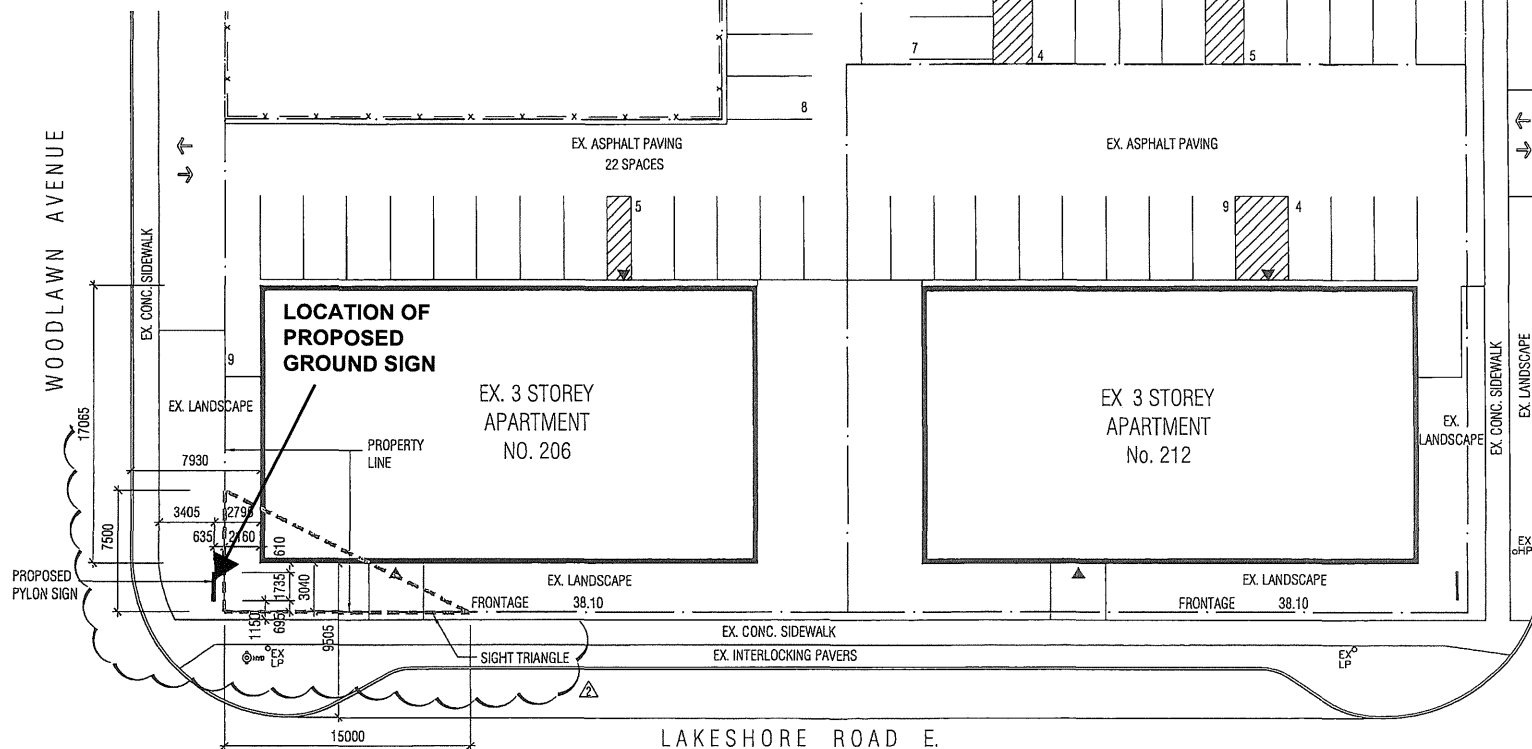 7
4
5
8
EX. ASPHALT PAVING
22 SPACES
EX. ASPHALT PAVING
WOODLAWN AVENUE
EX. CONC. SIDEWALK
5
9
4
LOCATION OF
PROPOSED
GROUND SIGN
9
EX. LANDSCAPE
EX. 3 STOREY
APARTMENT
NO. 206
EX 3 STOREY
APARTMENT
No. 212
EX.
LANDSCAPE
EX. CONC. SIDEWALK
EX. LANDSCAPE
PROPERTY
LINE
17065
7930
7500
3405
635
2160
610
PROPOSED
PYLON SIGN
1735
3040
1150
695
9505
EX. LANDSCAPE
FRONTAGE 38.10
EX. LANDSCAPE
FRONTAGE 38.10
EX
HP
EX. CONC. SIDEWALK
EX. INTERLOCKING PAVERS
HYD
EX
LP
SIGHT TRIANGLE
EX
LP
2
15000
LAKESHORE ROAD E.